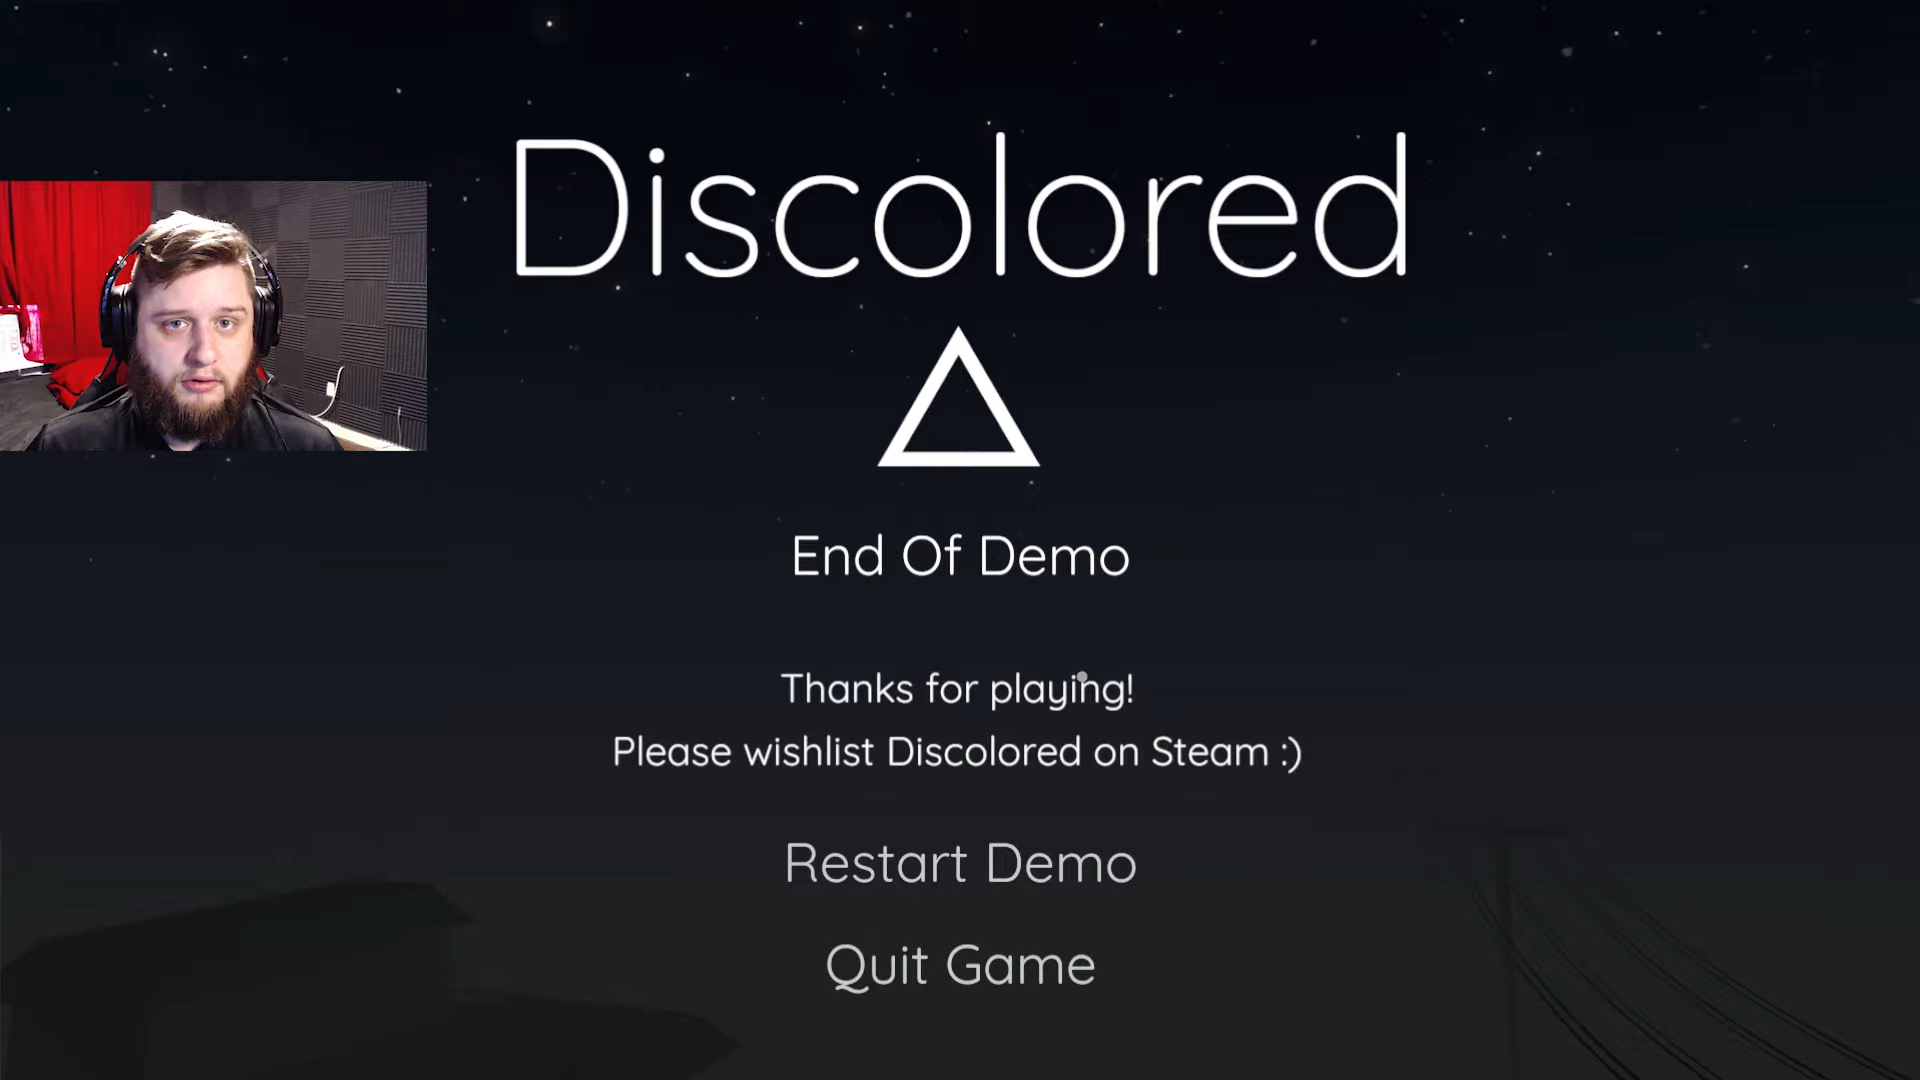 Discolored
End Of Demo
Thanks for playing!
Please wishlist Discolored on Steam :)
Restart Demo
Quit Game